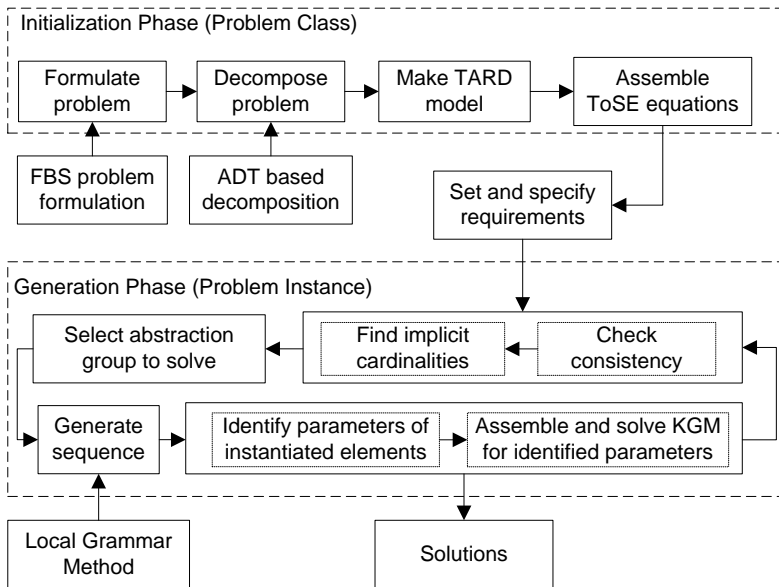 Initialization Phase (Problem Class)
Formulate
problem
Decompose
problem
Make TARD
model
Assemble
ToSE equations
FBS problem
formulation
ADT based
decomposition
Set and specify
requirements
Generation Phase (Problem Instance)
Select abstraction
group to solve
Find implicit
cardinalities
Check
consistency
Generate
sequence
Identify parameters of
instantiated elements
Assemble and solve KGM
for identified parameters
Local Grammar
Method
Solutions